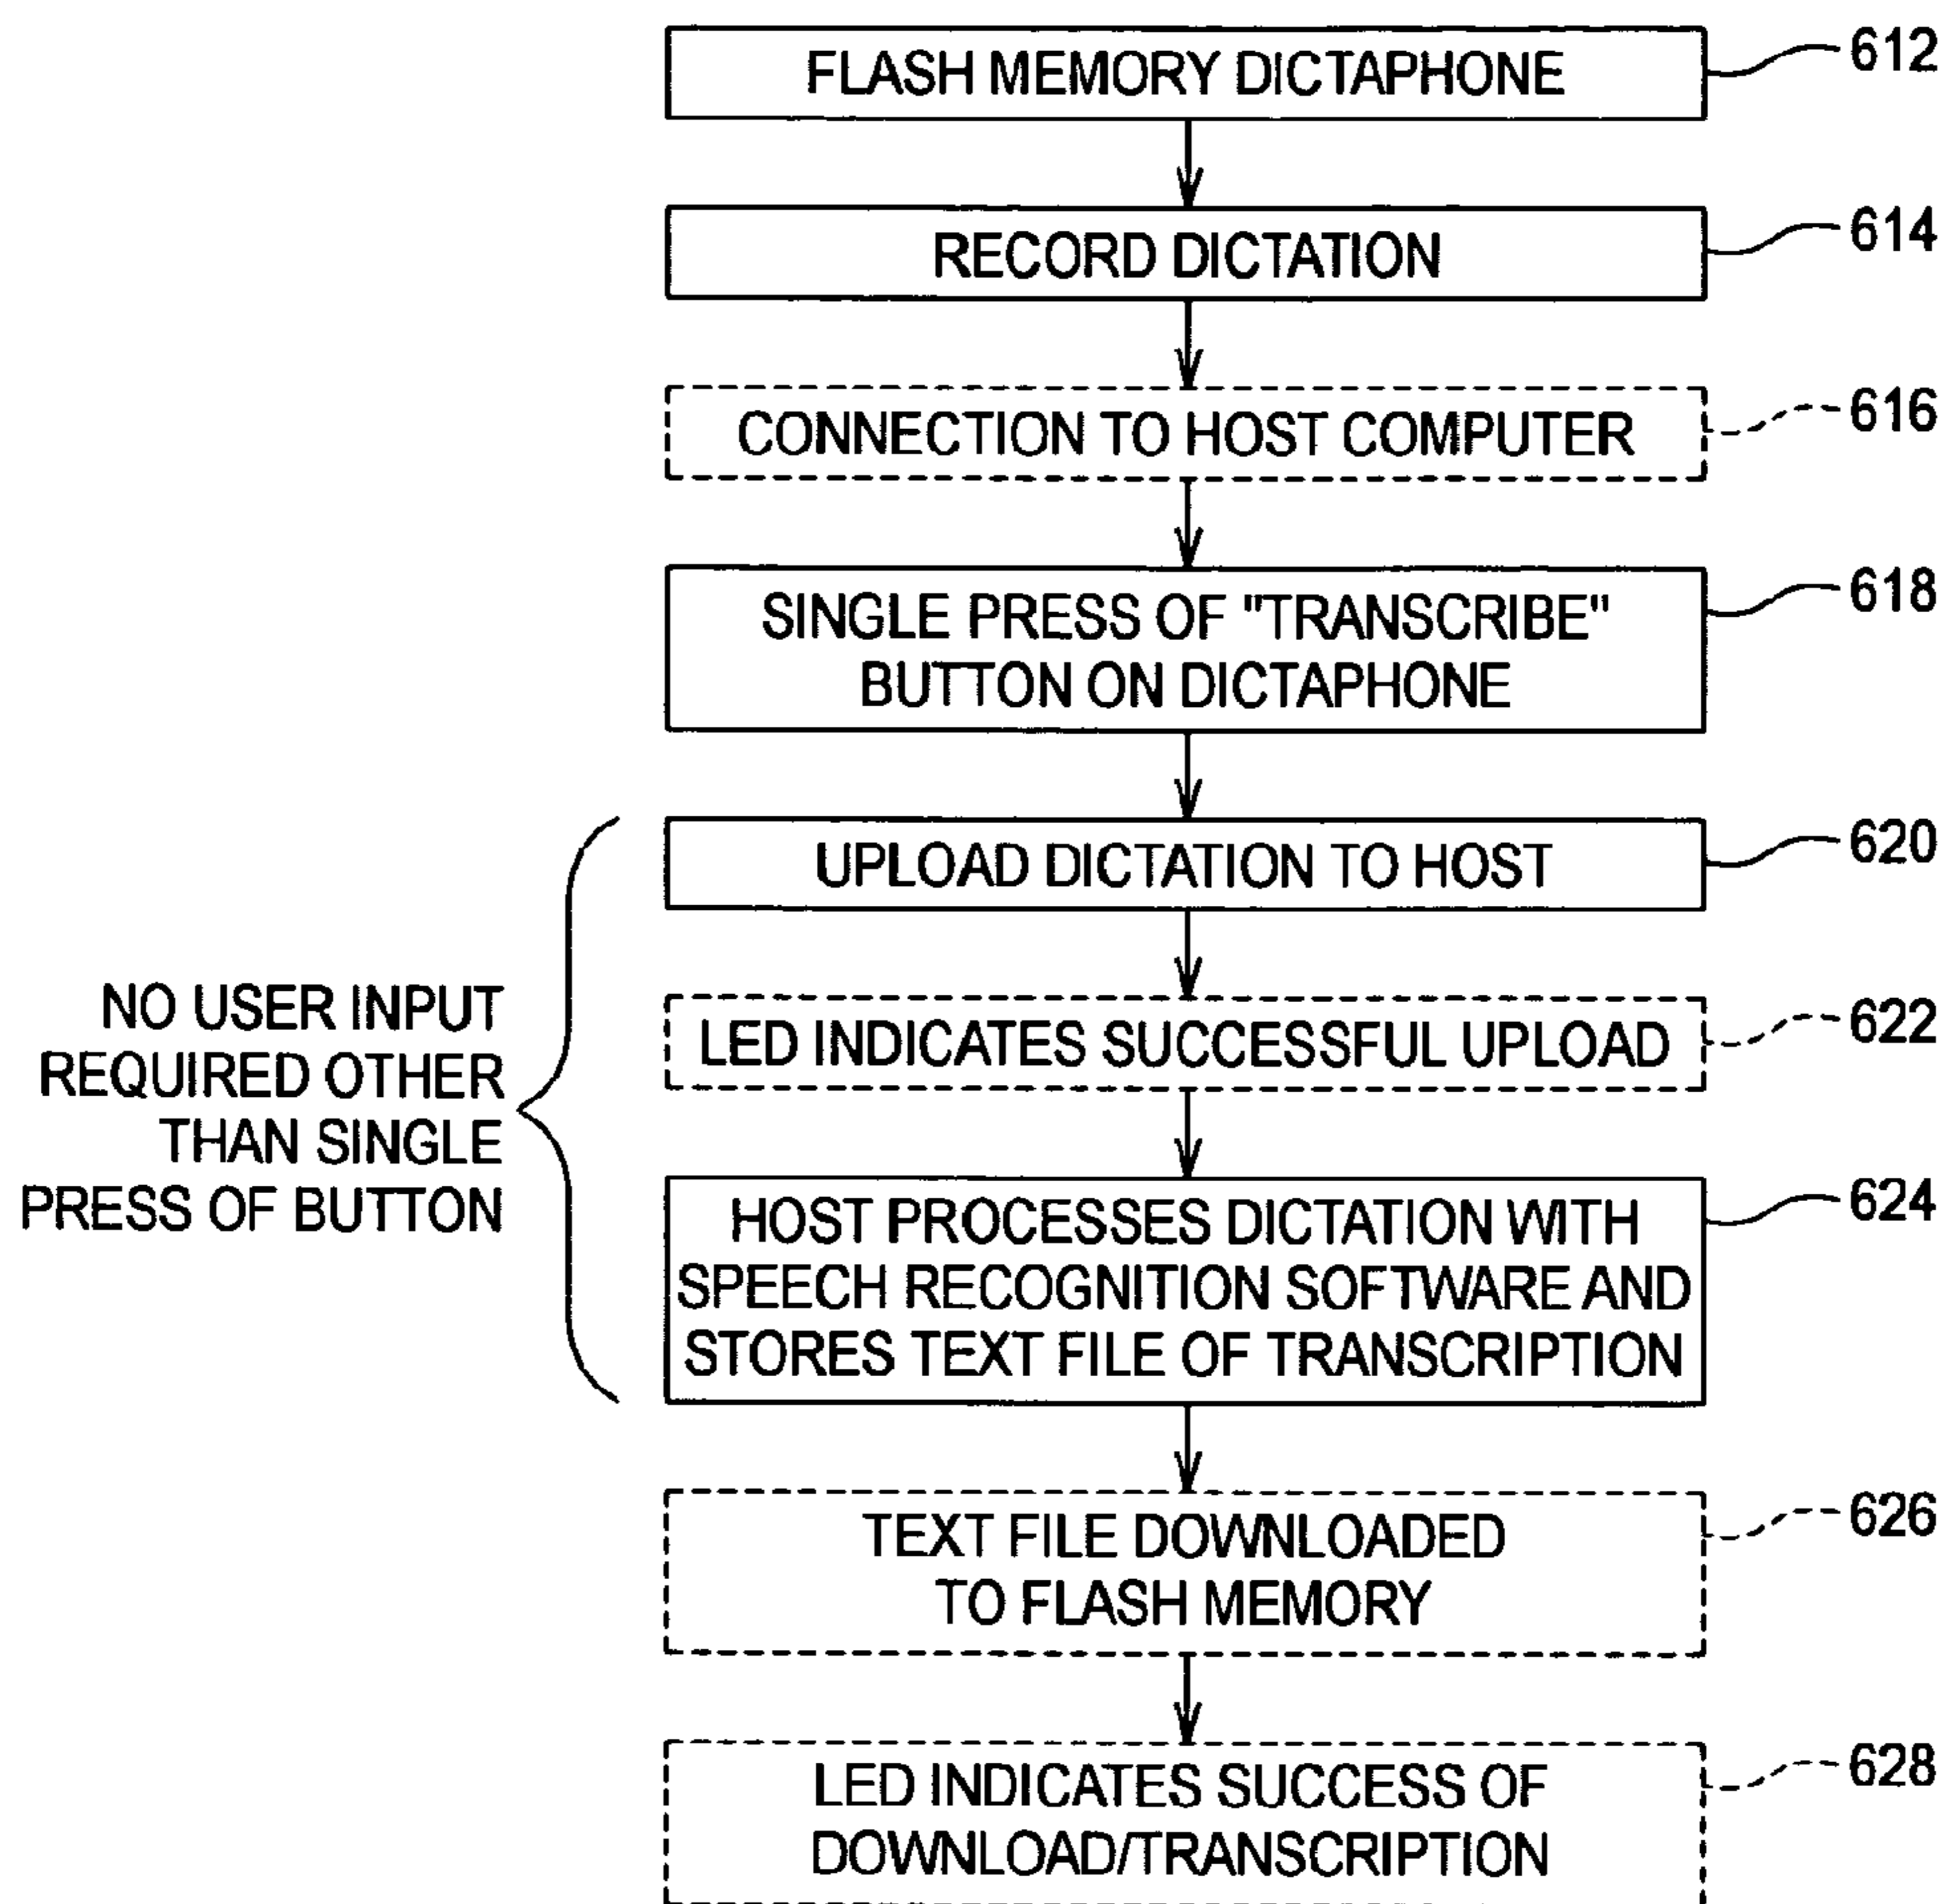 FLASH MEMORY DICTAPHONE
612
RECORD DICTATION
614
CONNECTION TO HOST COMPUTER
616
SINGLE PRESS OF "TRANSCRIBE"
BUTTON ON DICTAPHONE
618
UPLOAD DICTATION TO HOST
620
LED INDICATES SUCCESSFUL UPLOAD
622
NO USER INPUT
REQUIRED OTHER
THAN SINGLE
PRESS OF BUTTON
HOST PROCESSES DICTATION WITH
SPEECH RECOGNITION SOFTWARE AND
STORES TEXT FILE OF TRANSCRIPTION
624
TEXT FILE DOWNLOADED
TO FLASH MEMORY
626
LED INDICATES SUCCESS OF
DOWNLOAD/TRANSCRIPTION
628